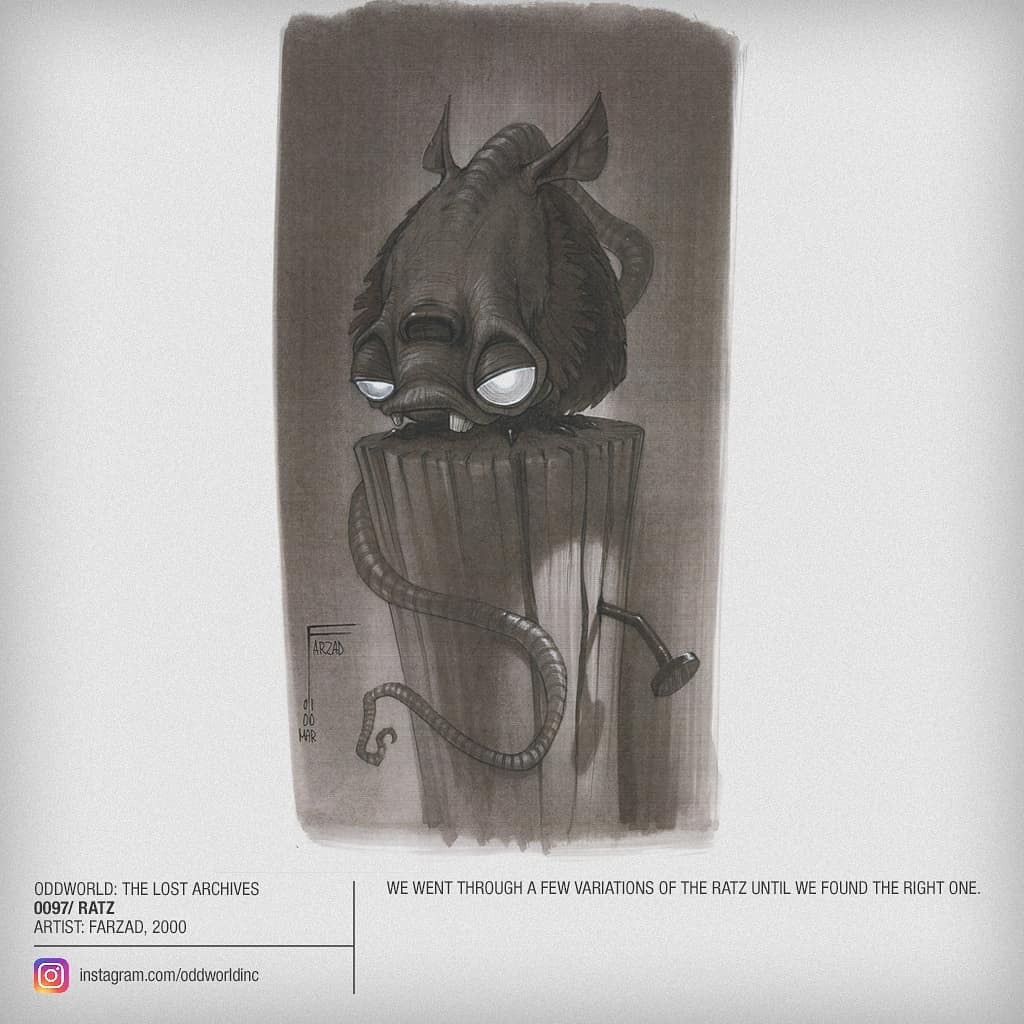 FARZAD
01
00
MAR
ODDWORLD: THE LOST ARCHIVES
0097/ RATZ
ARTIST: FARZAD, 2000
instagram.com/oddworldinc
WE WENT THROUGH A FEW VARIATIONS OF THE RATZ UNTIL WE FOUND THE RIGHT ONE.